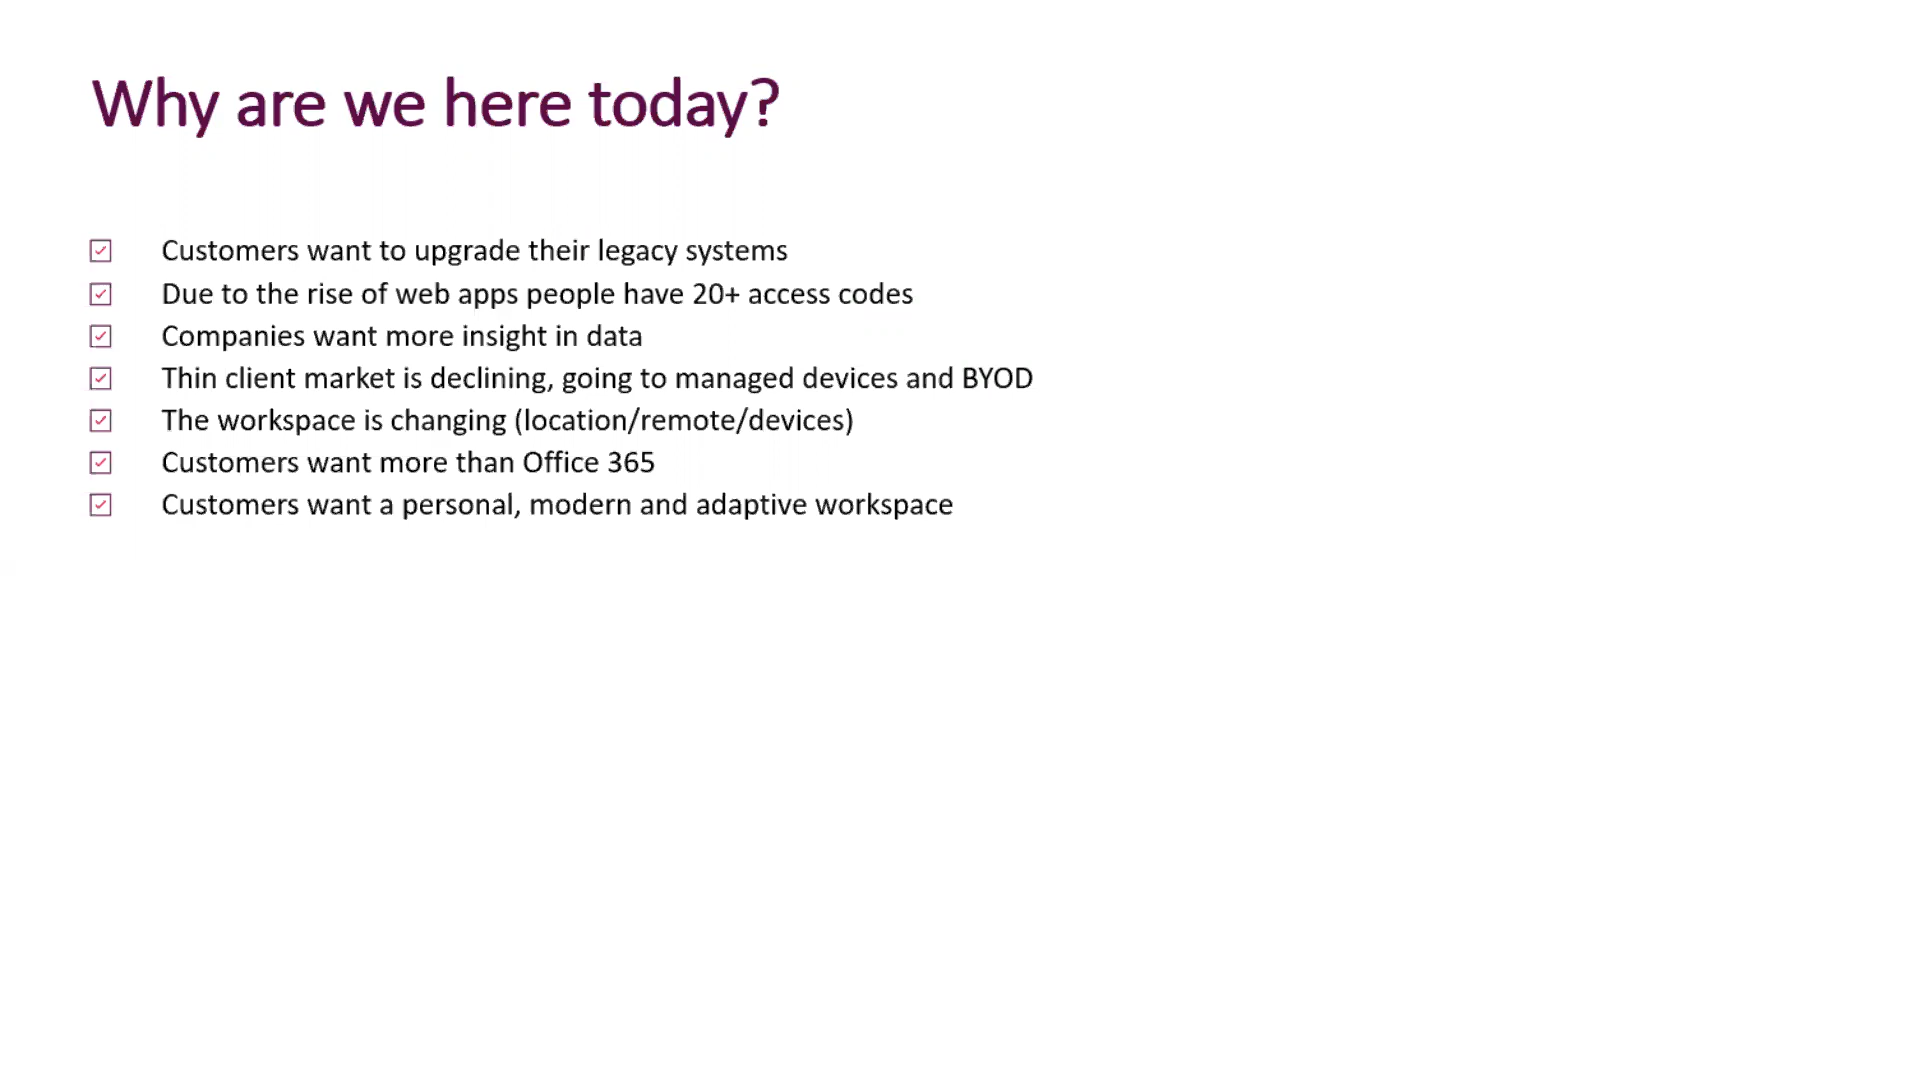 Why are we here today?
Customers want to upgrade their legacy systems
Due to the rise of web apps people have 20+ access codes
Companies want more insight in data
Thin client market is declining, going to managed devices and BYOD
The workspace is changing (location/remote/devices)
Customers want more than Office 365
Customers want a personal, modern and adaptive workspace